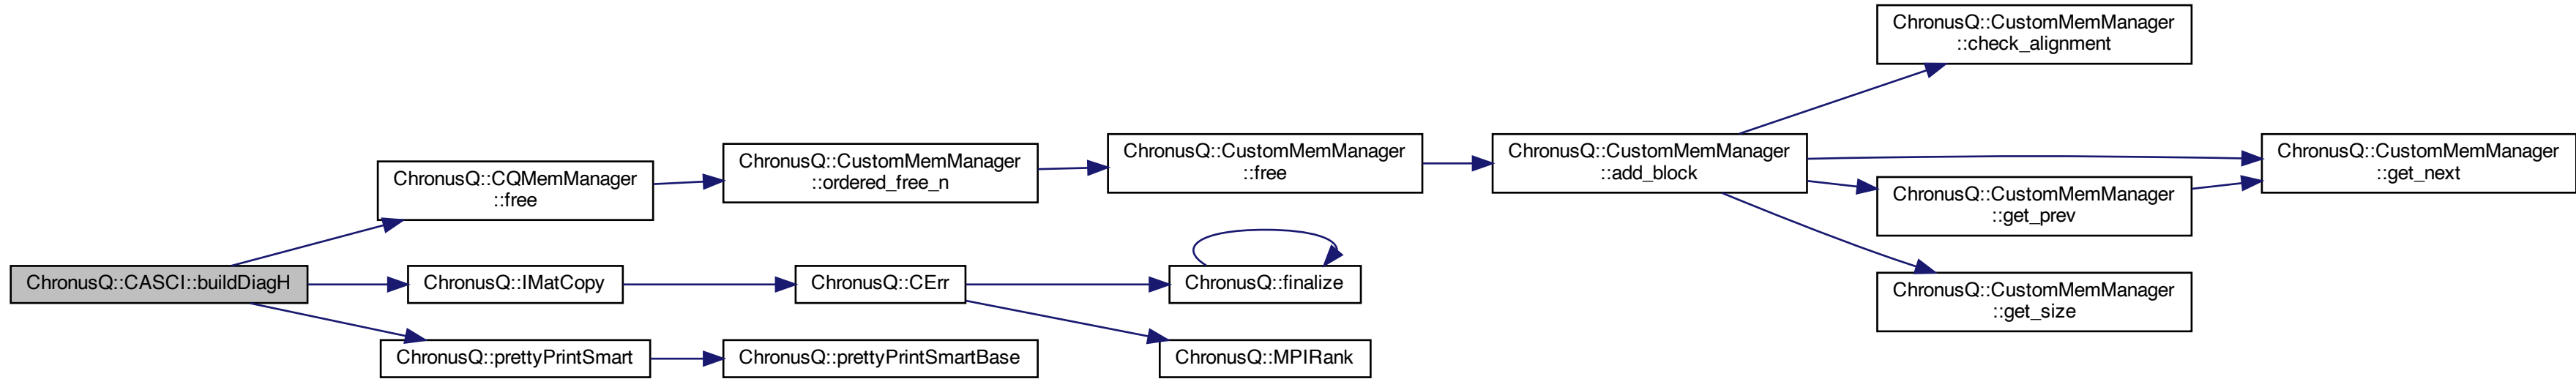 ChronusQ::CASCI::buildDiagH
ChronusQ::CQMemManager
::free
ChronusQ::CustomMemManager
::ordered_free_n
ChronusQ::CustomMemManager
::free
ChronusQ::CustomMemManager
::add_block
ChronusQ::CustomMemManager
::check_alignment
ChronusQ::CustomMemManager
::get_next
ChronusQ::CustomMemManager
::get_prev
ChronusQ::CustomMemManager
::get_size
ChronusQ::IMatCopy
ChronusQ::CErr
ChronusQ::finalize
ChronusQ::MPIRank
ChronusQ::prettyPrintSmart
ChronusQ::prettyPrintSmartBase